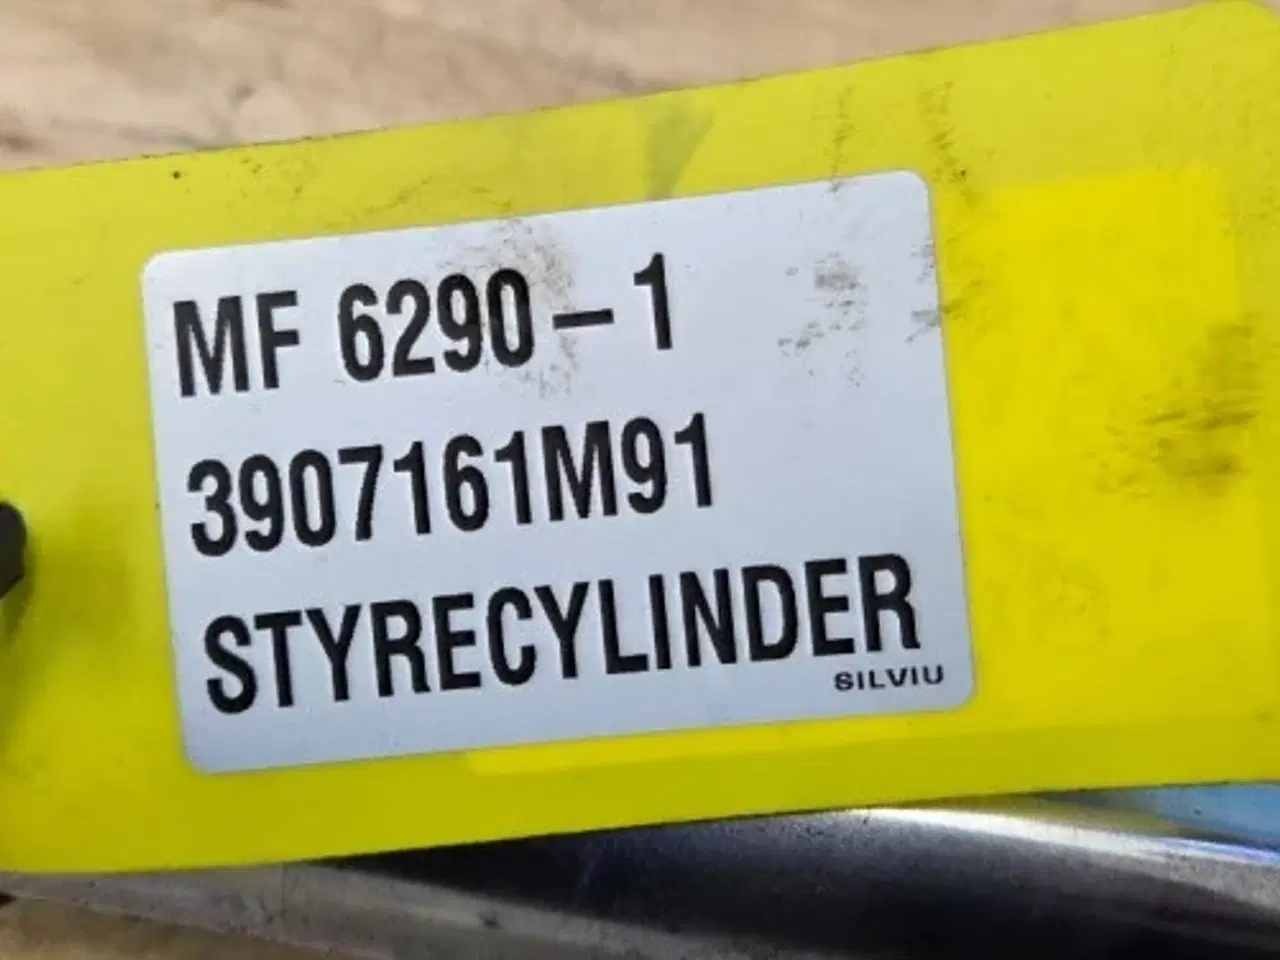 MF 6290-1
3907161M91
STYRECYLINDER
SILVIU